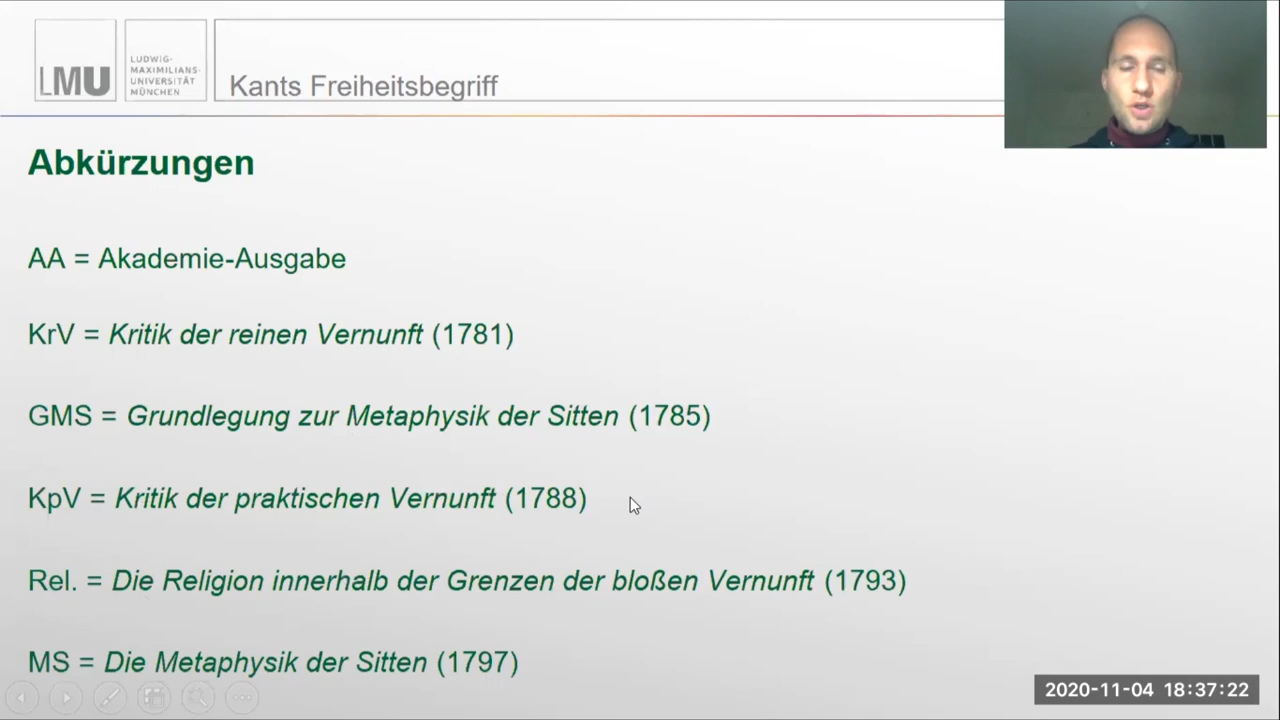 LMU
LUDWIG-
MAXIMILIANS-
UNIVERSITÄT
MÜNCHEN
Kants Freiheitsbegriff
Abkürzungen
AA = Akademie-Ausgabe
KrV = Kritik der reinen Vernunft (1781)
GMS = Grundlegung zur Metaphysik der Sitten (1785)
KpV = Kritik der praktischen Vernunft (1788)
Rel. = Die Religion innerhalb der Grenzen der bloßen Vernunft (1793)
MS = Die Metaphysik der Sitten (1797)
2020-11-04 18:37:22